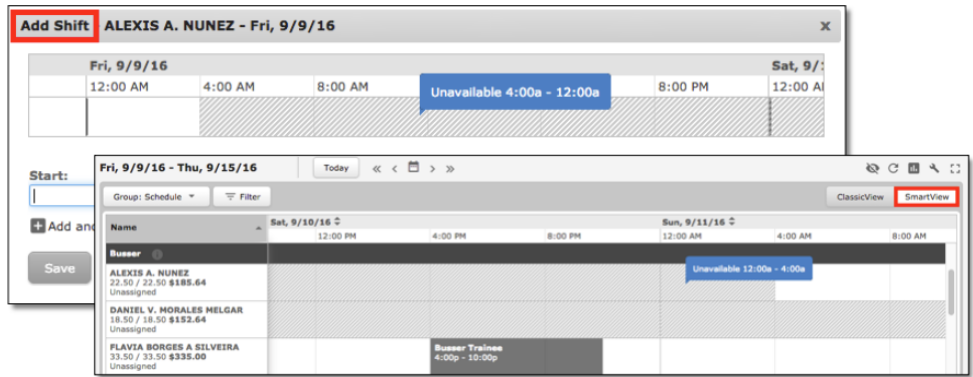 Add Shift ALEXIS A. NUNEZ - Fri, 9/9/16 x
Fri, 9/9/16 Sat, 9/
12:00 AM 4:00 AM 8:00 AM 8:00 PM 12:00 A
Unavailable 4:00a - 12:00a
Start:
Add an
Save
Fri, 9/9/16 - Thu, 9/15/16 Today
Group: Schedule Filter ClassicView SmartView
Name Sat, 9/10/16 Sun, 9/11/16
12:00 PM 4:00 PM 8:00 PM 12:00 AM 4:00 AM 8:00 AM
Busser
ALEXIS A. NUNEZ
22.50 / 22.50 $185.64
Unassigned
Unavailable 12:00a - 4:00a
DANIEL V. MORALES MELGAR
18.50 / 18.50 $152.64
Unassigned
FLAVIA BORGES A SILVEIRA
33.50 / 33.50 $335.00
Unassigned
Busser Trainee
4:00p - 10:00p